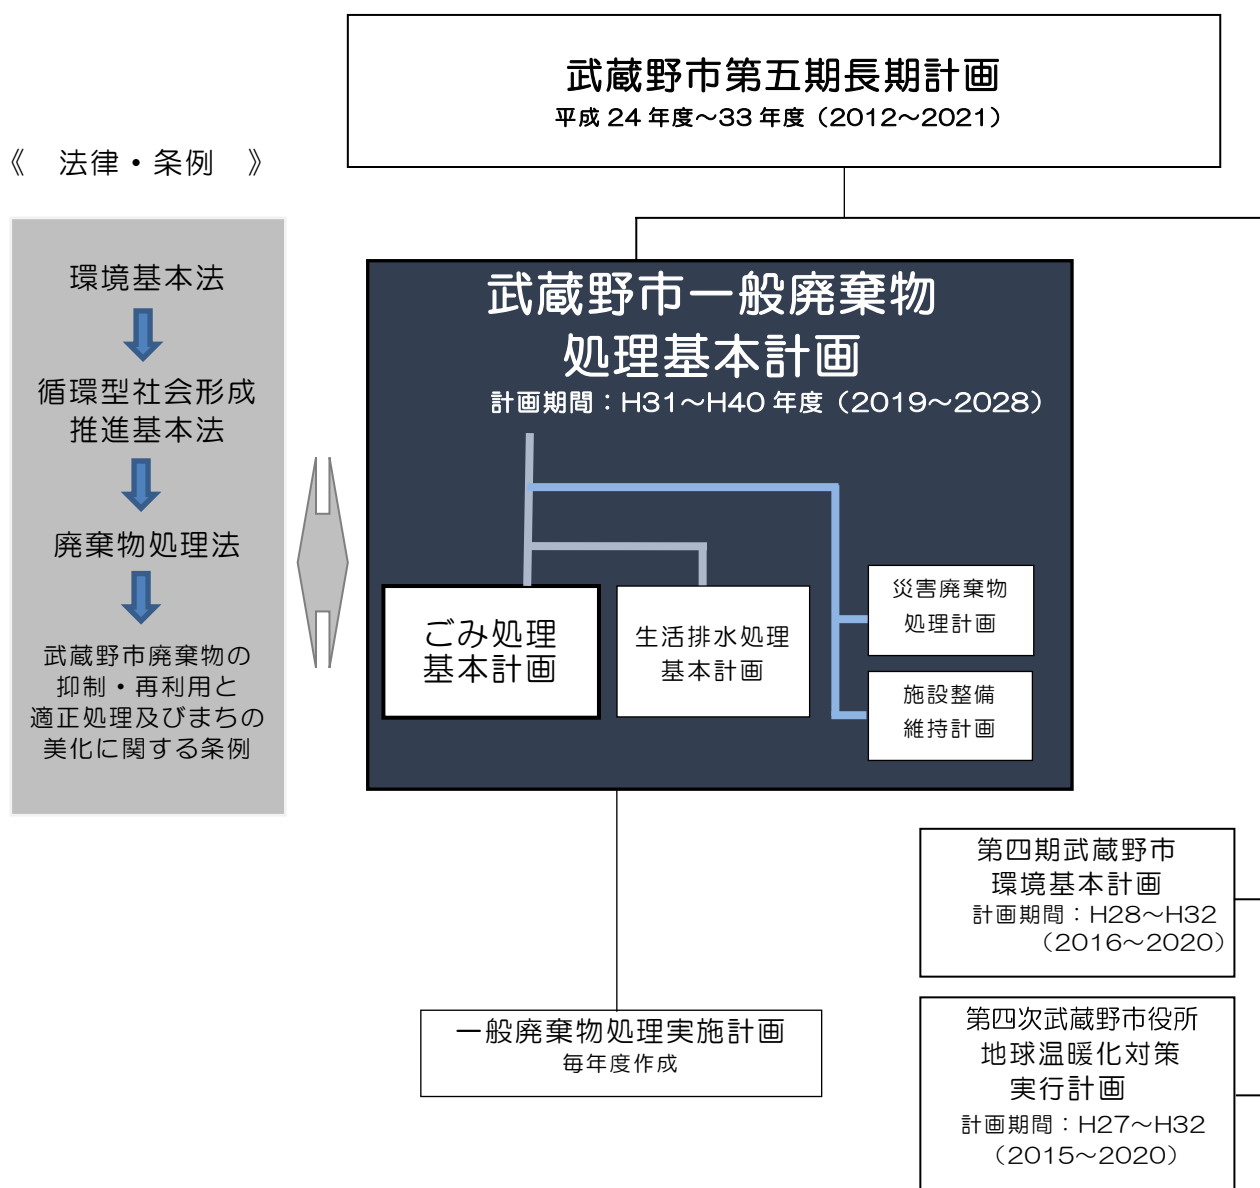 武蔵野市第五期長期計画
平成 24 年度～33 年度（2012～2021）
《　法律・条例　》
環境基本法
循環型社会形成
推進基本法
廃棄物処理法
武蔵野市廃棄物の
抑制・再利用と
適正処理及びまちの
美化に関する条例
武蔵野市一般廃棄物
処理基本計画
計画期間：H31～H40 年度（2019～2028）
ごみ処理
基本計画
生活排水処理
基本計画
災害廃棄物
処理計画
施設整備
維持計画
一般廃棄物処理実施計画
毎年度作成
第四期武蔵野市
環境基本計画
計画期間：H28～H32
（2016～2020）
第四次武蔵野市役所
地球温暖化対策
実行計画
計画期間：H27～H32
（2015～2020）